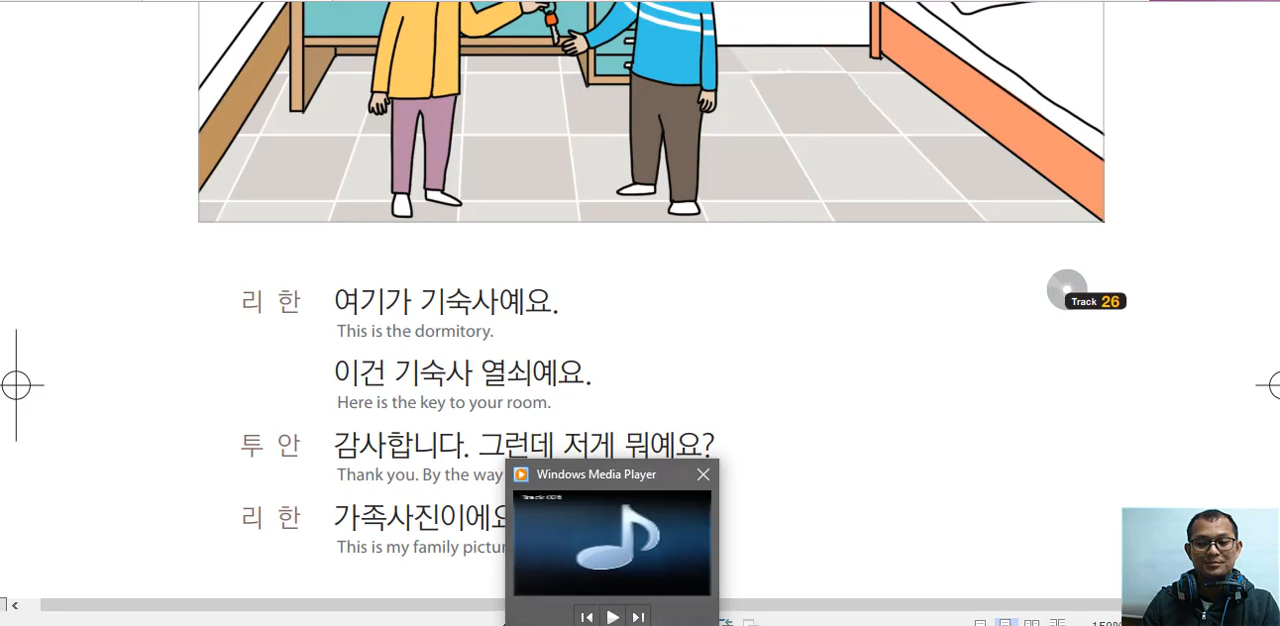 리 한 여기가 기숙사예요.
This is the dormitory.
Track 26
이건 기숙사 열쇠예요.
Here is the key to your room.
투 안 감사합니다. 그런데 저게 뭐예요?
Thank you. By the way
Windows Media Player
리 한 가족사진이에요
This is my family
150%